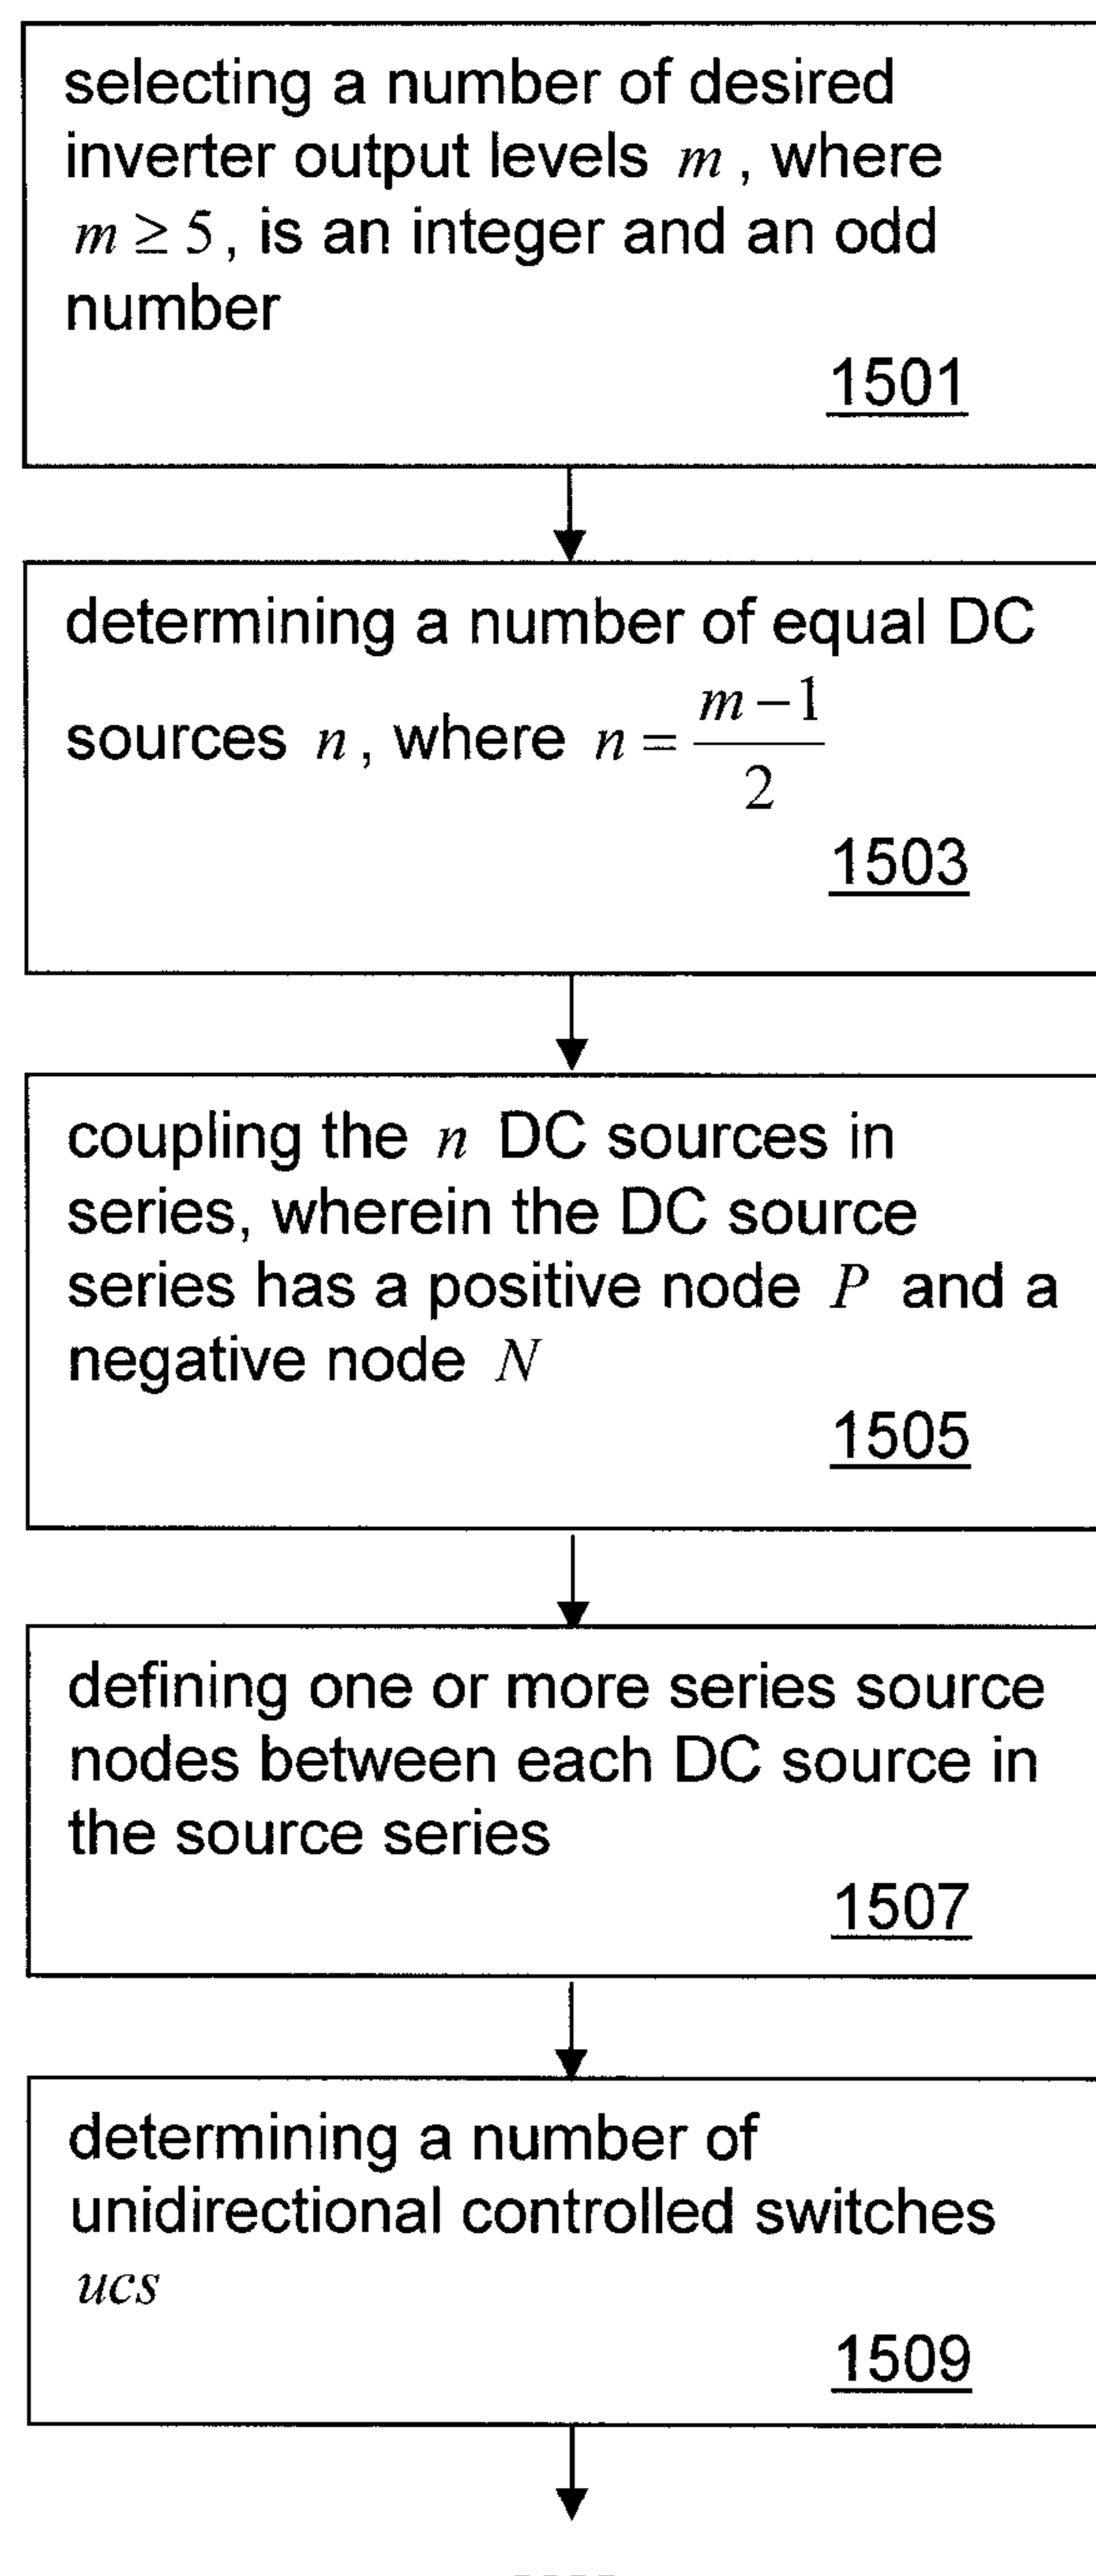 selecting a number of desired
inverter output levels m , where
m ≥ 5 , is an integer and an odd
number
1501
determining a number of equal DC
sources n , where n = (m − 1)/2
1503
coupling the n DC sources in
series, wherein the DC source
series has a positive node P and a
negative node N
1505
defining one or more series source
nodes between each DC source in
the source series
1507
determining a number of
unidirectional controlled switches
ucs
1509